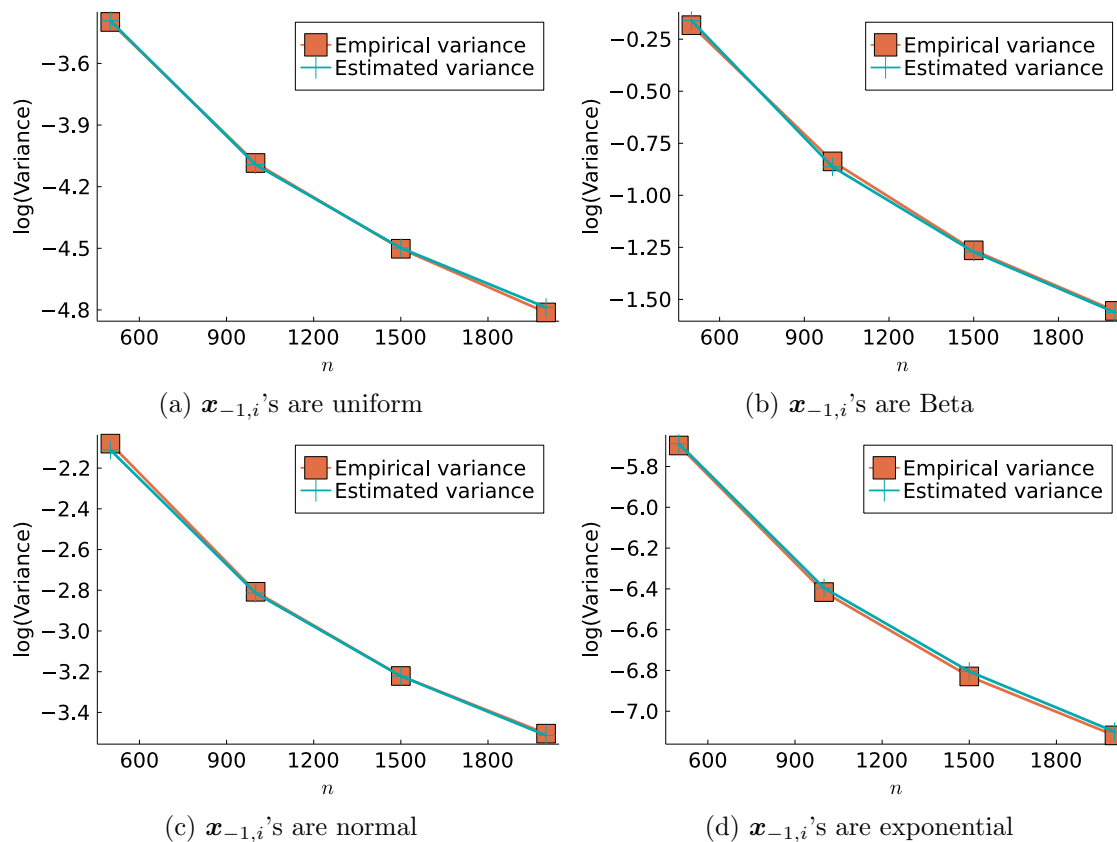 Empirical variance
Estimated variance
log(Variance)
−3.6
−3.9
−4.2
−4.5
−4.8
600 900 1200 1500 1800
n
(a) x₋₁,ᵢ's are uniform
Empirical variance
Estimated variance
log(Variance)
−0.25
−0.50
−0.75
−1.00
−1.25
−1.50
600 900 1200 1500 1800
n
(b) x₋₁,ᵢ's are Beta
Empirical variance
Estimated variance
log(Variance)
−2.2
−2.4
−2.6
−2.8
−3.0
−3.2
−3.4
600 900 1200 1500 1800
n
(c) x₋₁,ᵢ's are normal
Empirical variance
Estimated variance
log(Variance)
−5.8
−6.0
−6.2
−6.4
−6.6
−6.8
−7.0
600 900 1200 1500 1800
n
(d) x₋₁,ᵢ's are exponential